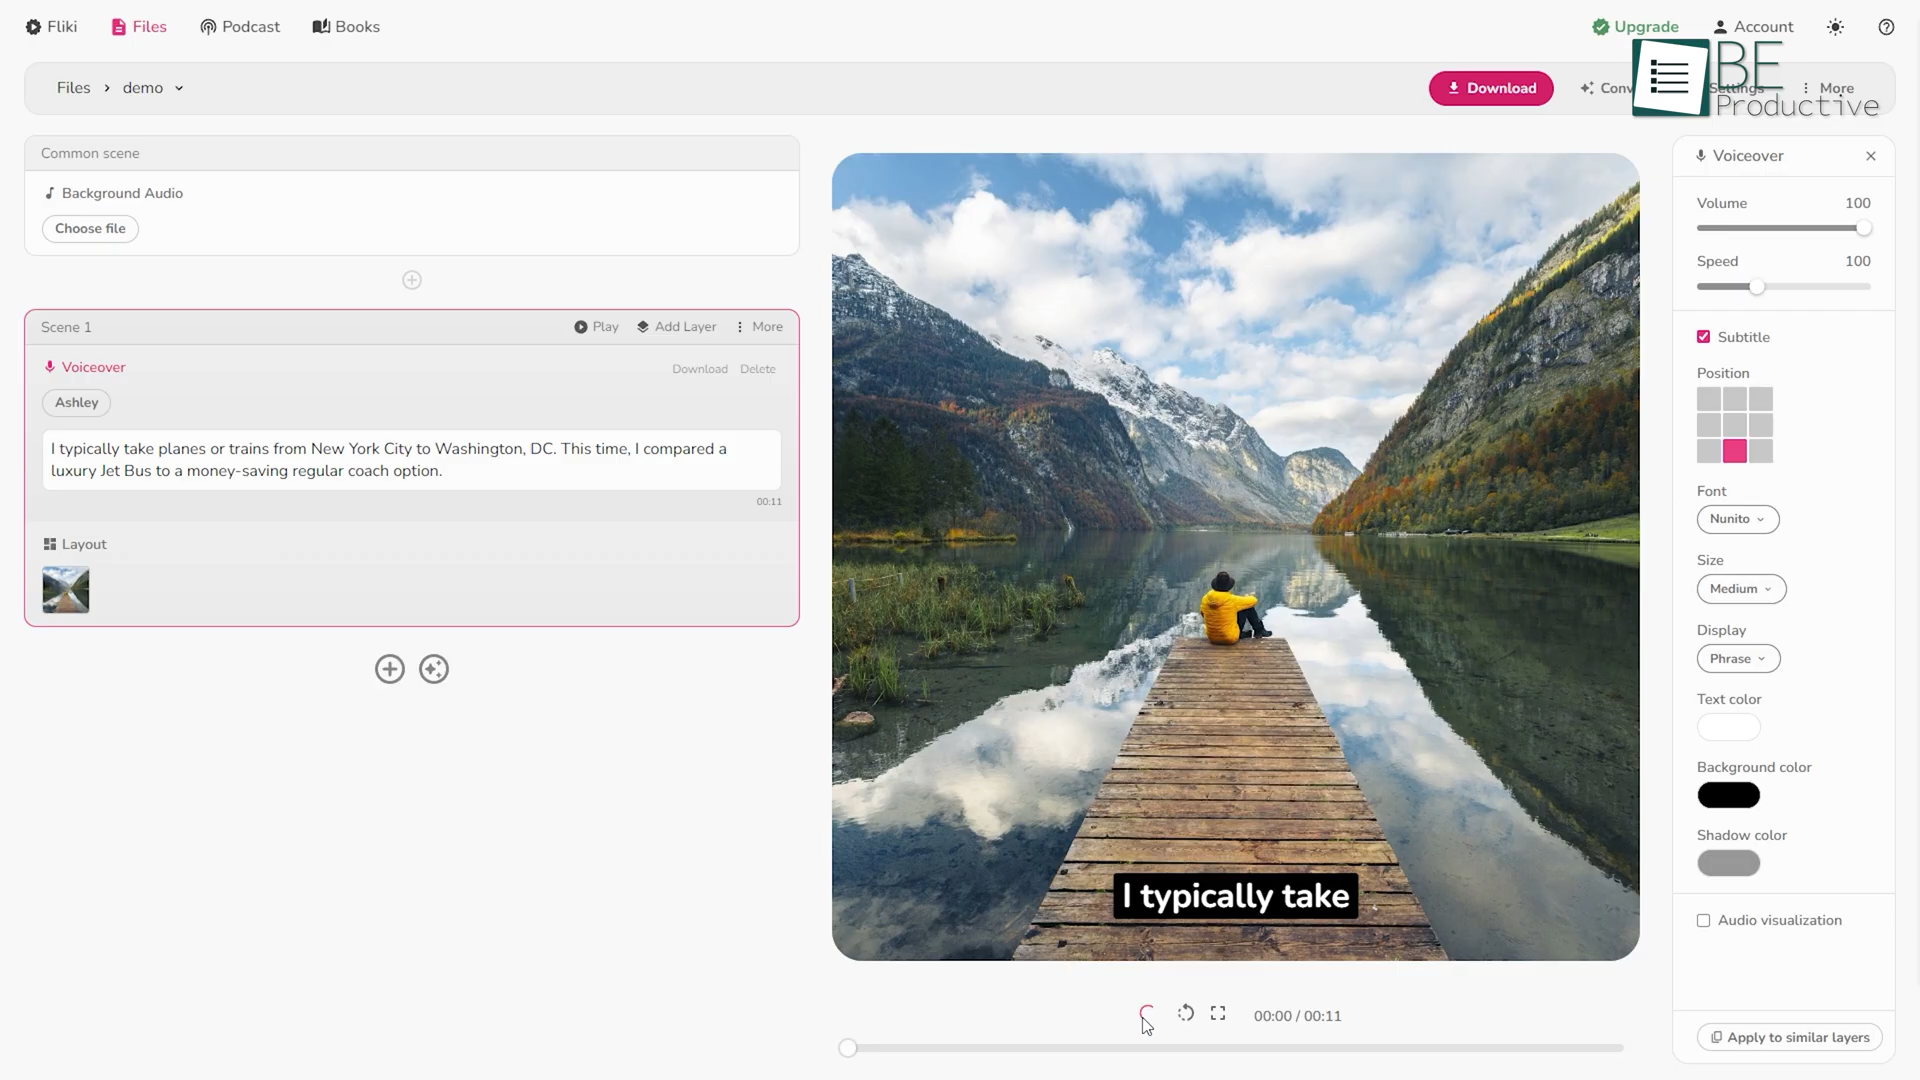 Fliki Files Podcast Books Upgrade Account
BE
Productive
Files > demo Download Conv Settings More
Common scene
Background Audio
Choose file
Scene 1 Play Add Layer More
Voiceover Download Delete
Ashley
I typically take planes or trains from New York City to Washington, DC. This time, I compared a
luxury Jet Bus to a money-saving regular coach option.
00:11
Layout
I typically take
00:00 / 00:11
Voiceover
Volume 100
Speed 100
Subtitle
Position
Font
Nunito
Size
Medium
Display
Phrase
Text color
Background color
Shadow color
Audio visualization
Apply to similar layers